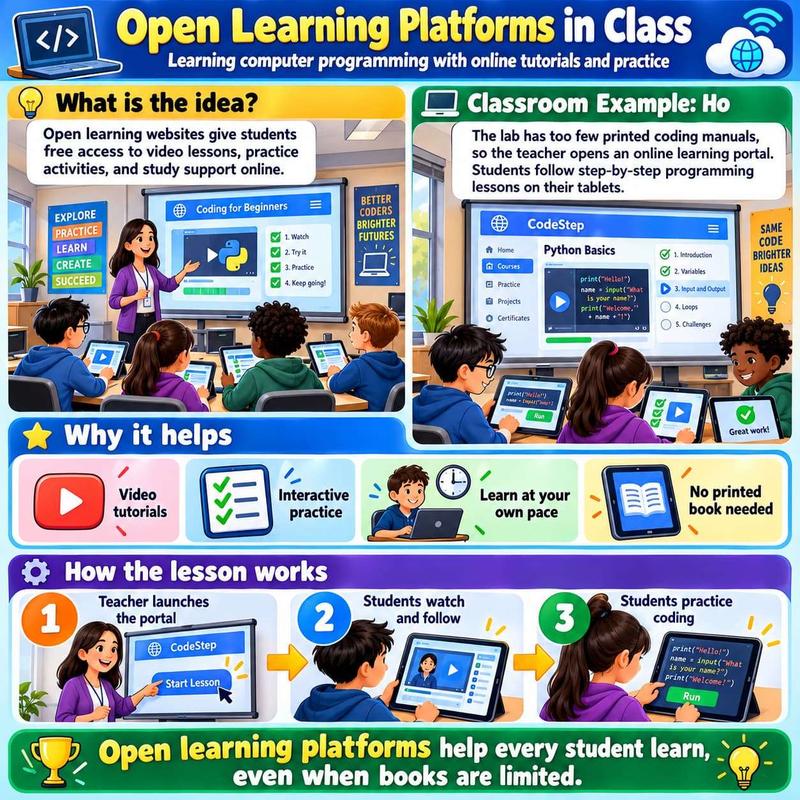 </>
Open Learning Platforms in Class
Learning computer programming with online tutorials and practice
What is the idea?
Open learning websites give students
free access to video lessons, practice
activities, and study support online.
EXPLORE
PRACTICE
LEARN
CREATE
SUCCEED
Coding for Beginners
1. Watch
2. Try it
3. Practice
4. Keep going!
BETTER
CODERS
BRIGHTER
FUTURES
Classroom Example: Ho
The lab has too few printed coding manuals,
so the teacher opens an online learning portal.
Students follow step-by-step programming
lessons on their tablets.
CodeStep
Home
Courses
Practice
Projects
Certificates
Python Basics
print("Hello!")
name = input("What
is your name?")
print("Welcome,"
+ name +"!")
1. Introduction
2. Variables
3. Input and Output
4. Loops
5. Challenges
SAME
CODE
BRIGHTER
IDEAS
print("Hello!")
Run
Great work!
Why it helps
Video
tutorials
Interactive
practice
Learn at your
own pace
No printed
book needed
How the lesson works
1
Teacher launches
the portal
CodeStep
Start Lesson
2
Students watch
and follow
3
Students practice
coding
print("Hello!")
name = input("What
is your name?")
print("Welcome!")
Run
Open learning platforms help every student learn,
even when books are limited.